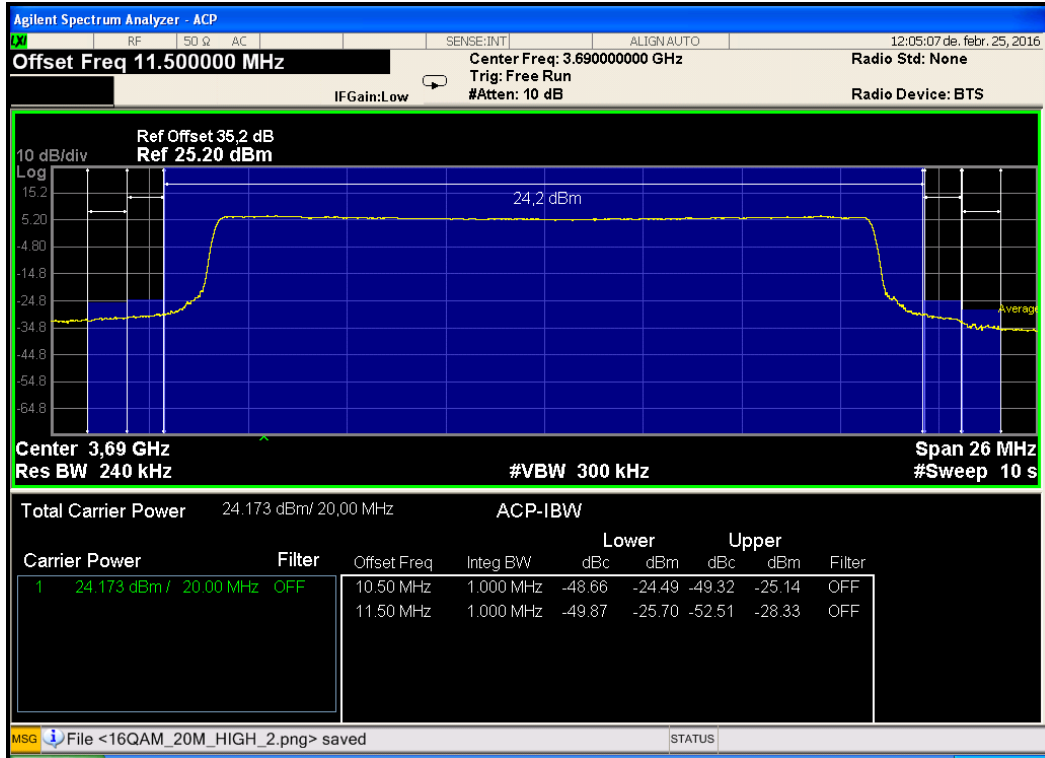 Agilent Spectrum Analyzer - ACP
LXI RF 50 Ω AC SENSE:INT ALIGN AUTO 12:05:07 de. febr. 25, 2016
Offset Freq 11.500000 MHz
Center Freq: 3.690000000 GHz
Radio Std: None
Trig: Free Run
IFGain:Low
#Atten: 10 dB
Radio Device: BTS
Ref Offset 35,2 dB
10 dB/div Ref 25.20 dBm
Log
15.2
24,2 dBm
5.20
-4.80
-14.8
-24.8
Average
-34.8
-44.8
-54.8
-64.8
Center 3,69 GHz Span 26 MHz
Res BW 240 kHz #VBW 300 kHz #Sweep 10 s
Total Carrier Power 24.173 dBm/ 20,00 MHz ACP-IBW
Lower Upper
Carrier Power Filter Offset Freq Integ BW dBc dBm dBc dBm Filter
1 24.173 dBm / 20.00 MHz OFF 10.50 MHz 1.000 MHz -48.66 -24.49 -49.32 -25.14 OFF
11.50 MHz 1.000 MHz -49.87 -25.70 -52.51 -28.33 OFF
MSG File <16QAM_20M_HIGH_2.png> saved STATUS